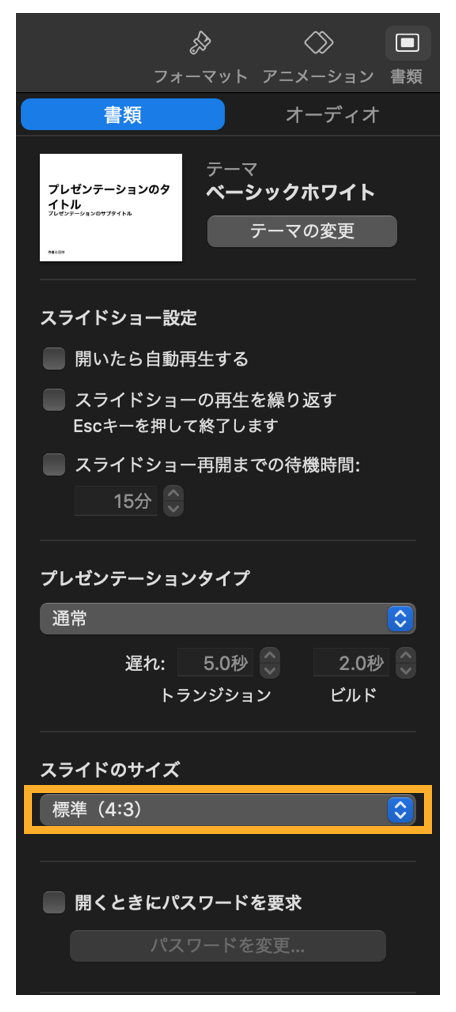 フォーマット アニメーション 書類
書類 オーディオ
プレゼンテーションのタ
イトル
プレゼンテーションのサブタイトル
テーマ
ベーシックホワイト
テーマの変更
スライドショー設定
開いたら自動再生する
スライドショーの再生を繰り返す
Escキーを押して終了します
スライドショー再開までの待機時間:
15分
プレゼンテーションタイプ
通常
遅れ: 5.0秒 2.0秒
トランジション ビルド
スライドのサイズ
標準（4:3）
開くときにパスワードを要求
パスワードを変更...